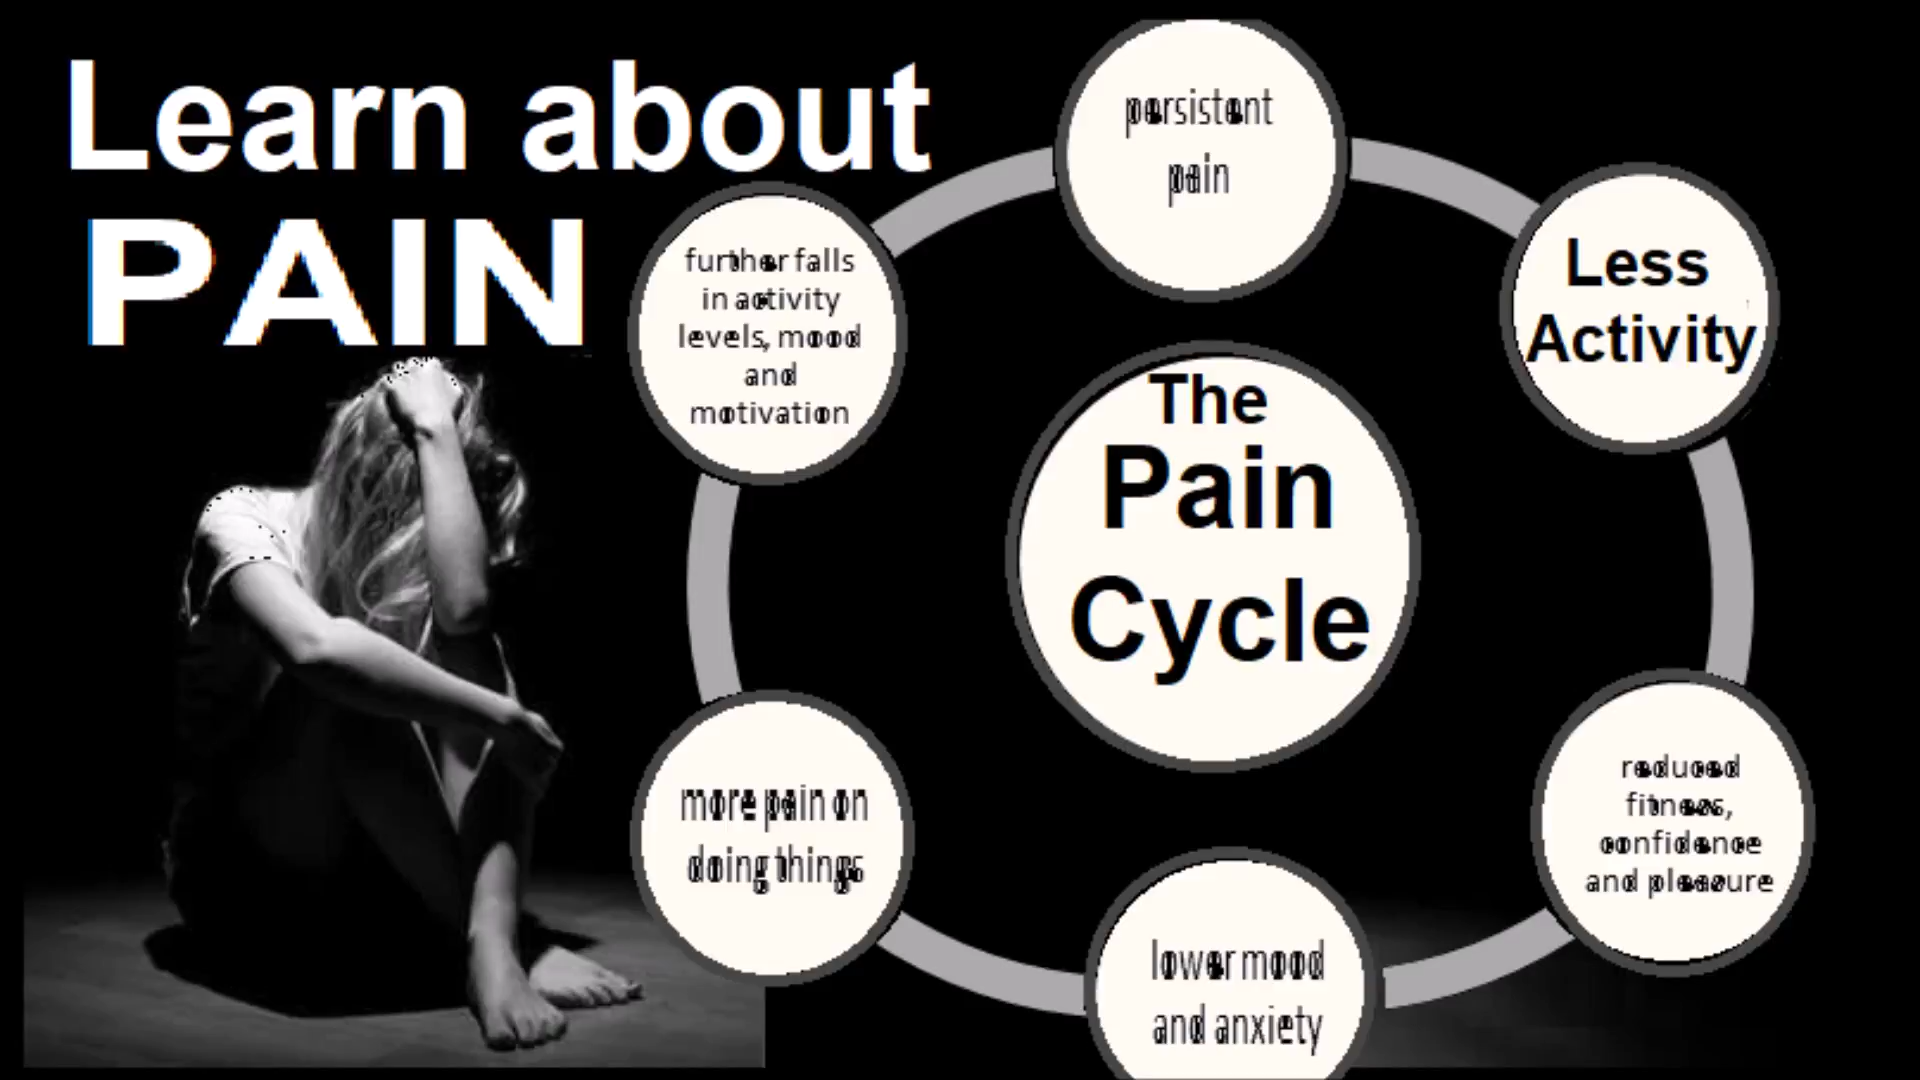 Learn about
PAIN
persistent
pain
Less
Activity
reduced
fitness,
confidence
and pleasure
lower mood
and anxiety
more pain on
doing things
further falls
in activity
levels, mood
and
motivation
The
Pain
Cycle